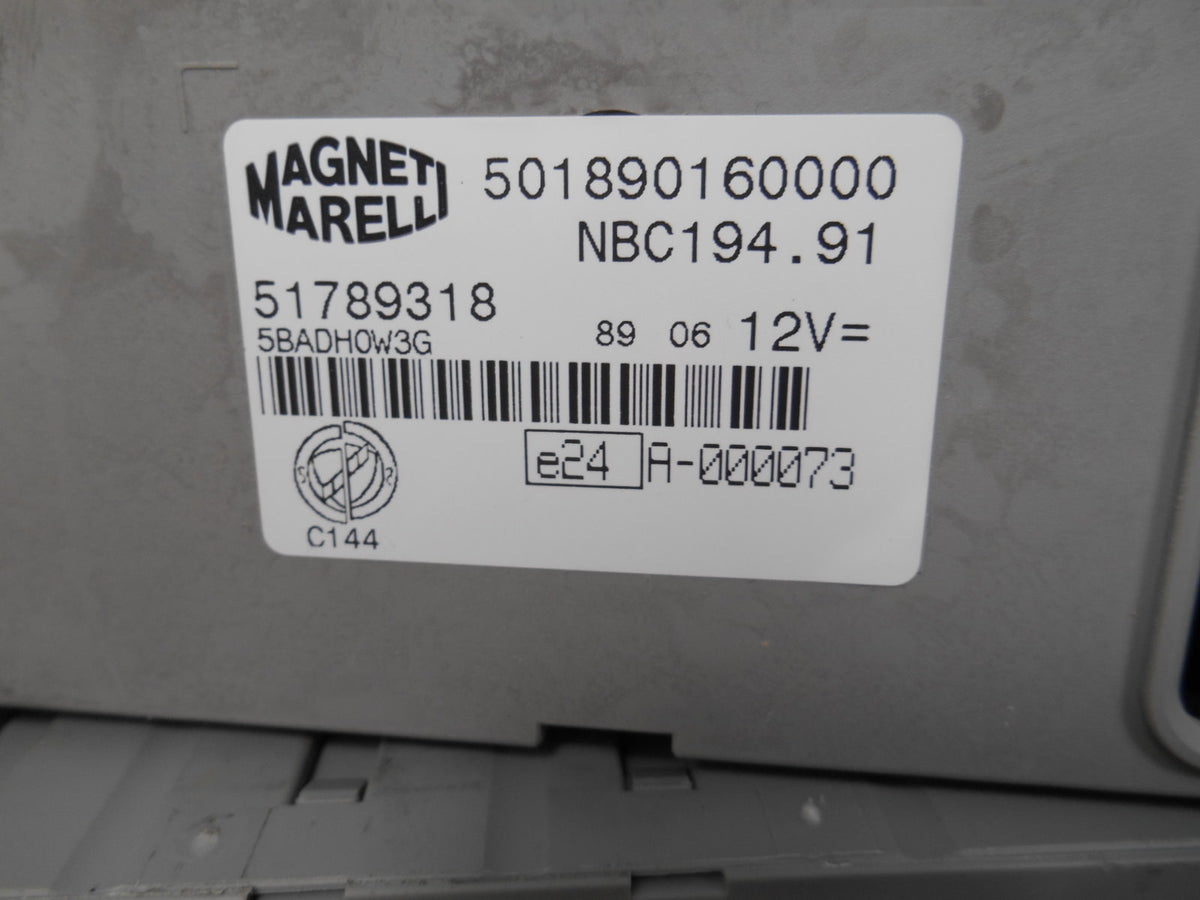 MAGNETI MARELLI
501890160000
NBC194.91
51789318
5BADH0W3G
89 06 12V=
e24 A-000073
C144